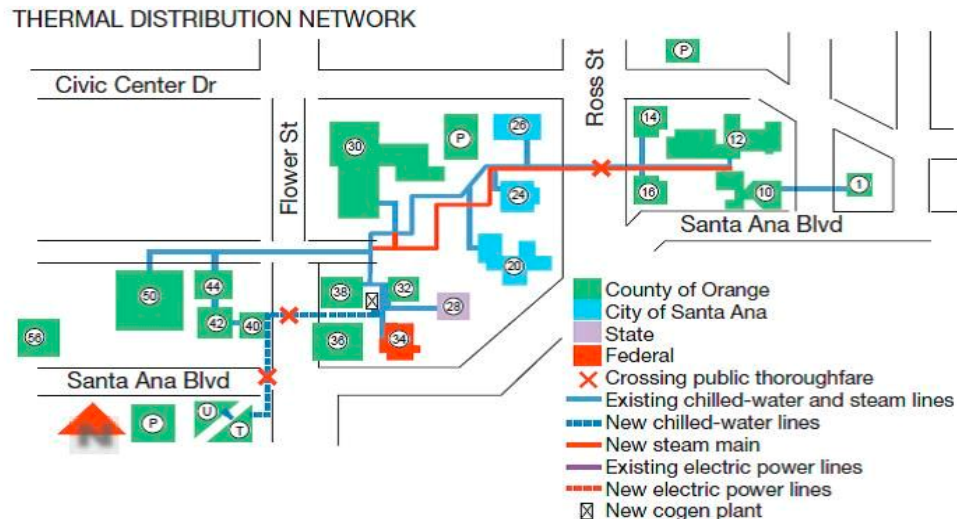 THERMAL DISTRIBUTION NETWORK
Civic Center Dr
Flower St
Ross St
P
14
12
26
P
30
16
10
1
24
Santa Ana Blvd
20
50
44
38
32
28
42
40
36
34
56
Santa Ana Blvd
P
U
T
N
County of Orange
City of Santa Ana
State
Federal
Crossing public thoroughfare
Existing chilled-water and steam lines
New chilled-water lines
New steam main
Existing electric power lines
New electric power lines
New cogen plant